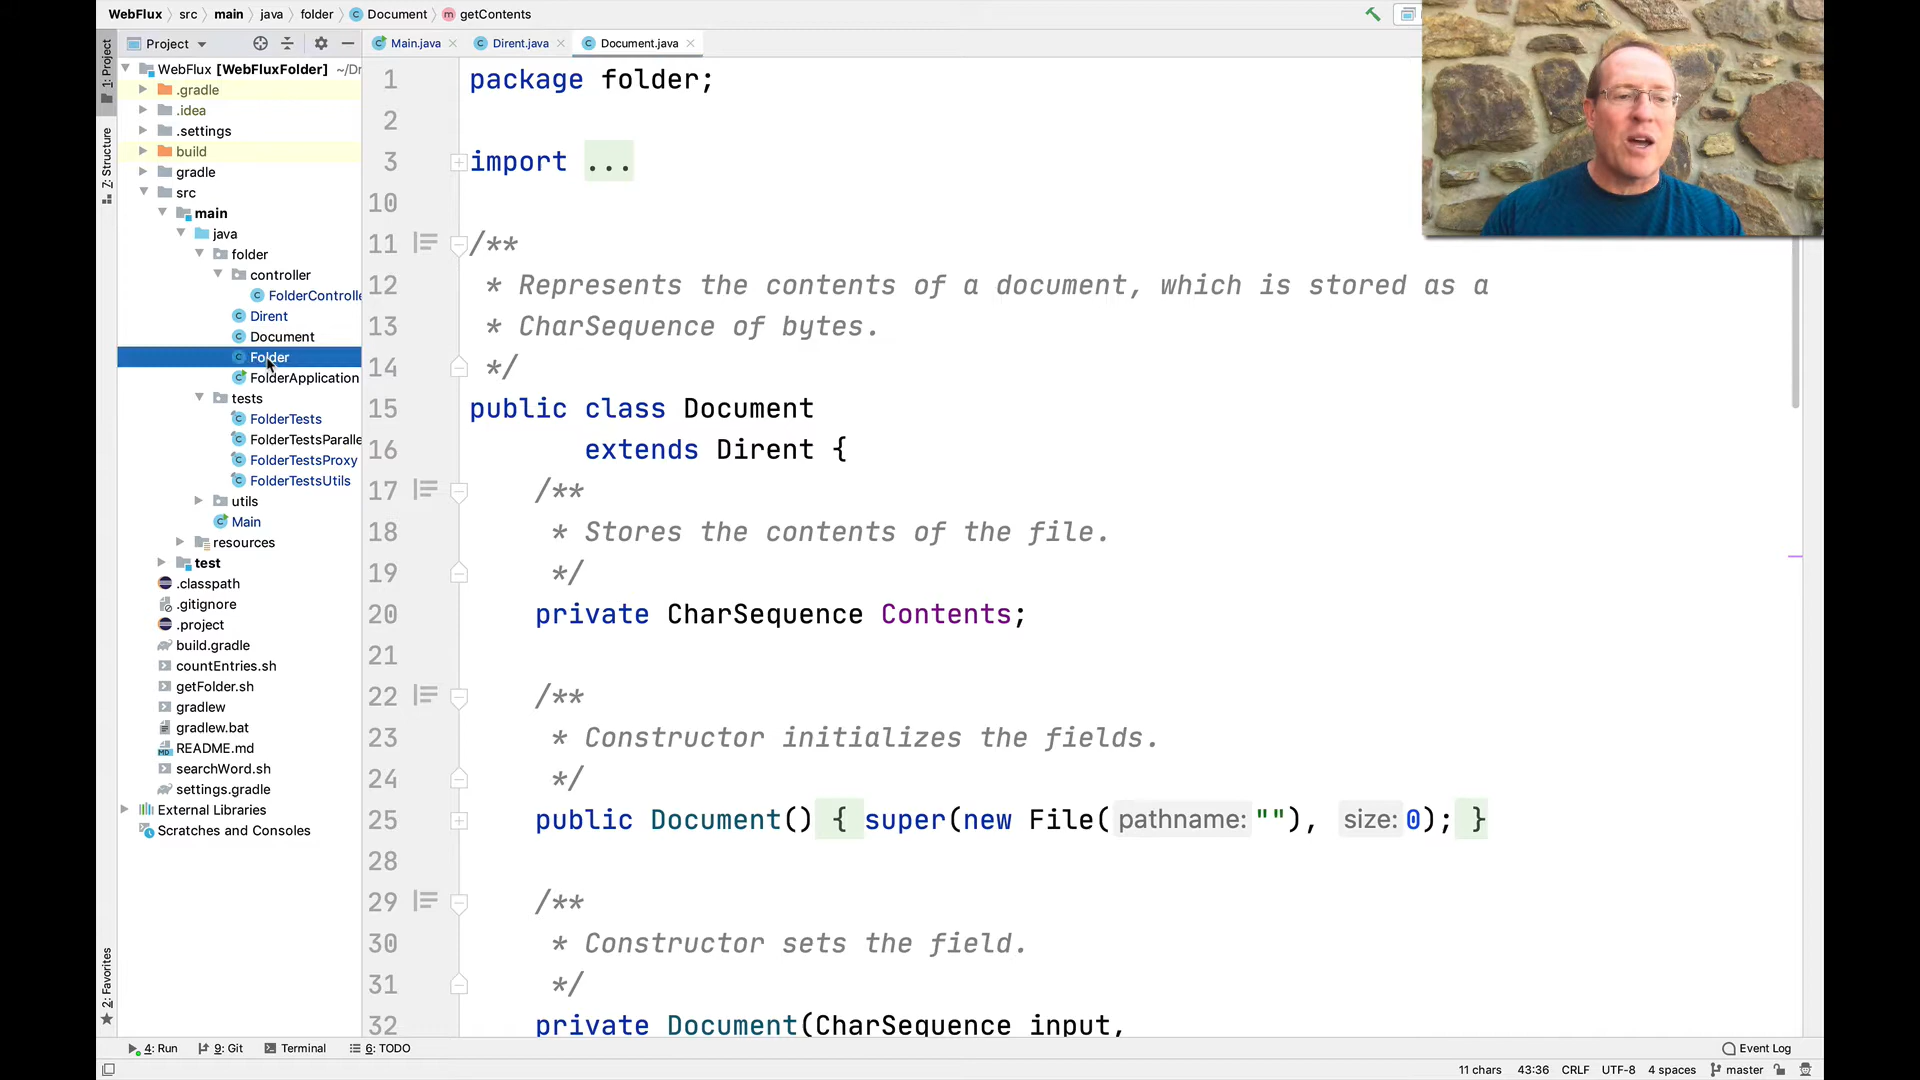 WebFlux src main java folder Document getContents
Project
Main.java
Dirent.java
Document.java
1: Project
Z: Structure
2: Favorites
WebFlux [WebFluxFolder] ~/Dr
.gradle
.idea
.settings
build
gradle
src
main
java
folder
controller
FolderControlle
Dirent
Document
Folder
FolderApplication
tests
FolderTests
FolderTestsParalle
FolderTestsProxy
FolderTestsUtils
utils
Main
resources
test
.classpath
.gitignore
.project
build.gradle
countEntries.sh
getFolder.sh
gradlew
gradlew.bat
README.md
searchWord.sh
settings.gradle
External Libraries
Scratches and Consoles
1 package folder;
2
3 import ...
10
11 /**
12 * Represents the contents of a document, which is stored as a
13 * CharSequence of bytes.
14 */
15 public class Document
16 extends Dirent {
17 /**
18 * Stores the contents of the file.
19 */
20 private CharSequence Contents;
21
22 /**
23 * Constructor initializes the fields.
24 */
25 public Document() { super(new File( pathname: ""), size: 0); }
28
29 /**
30 * Constructor sets the field.
31 */
32 private Document(CharSequence input,
4: Run 9: Git Terminal 6: TODO Event Log
11 chars 43:36 CRLF UTF-8 4 spaces master